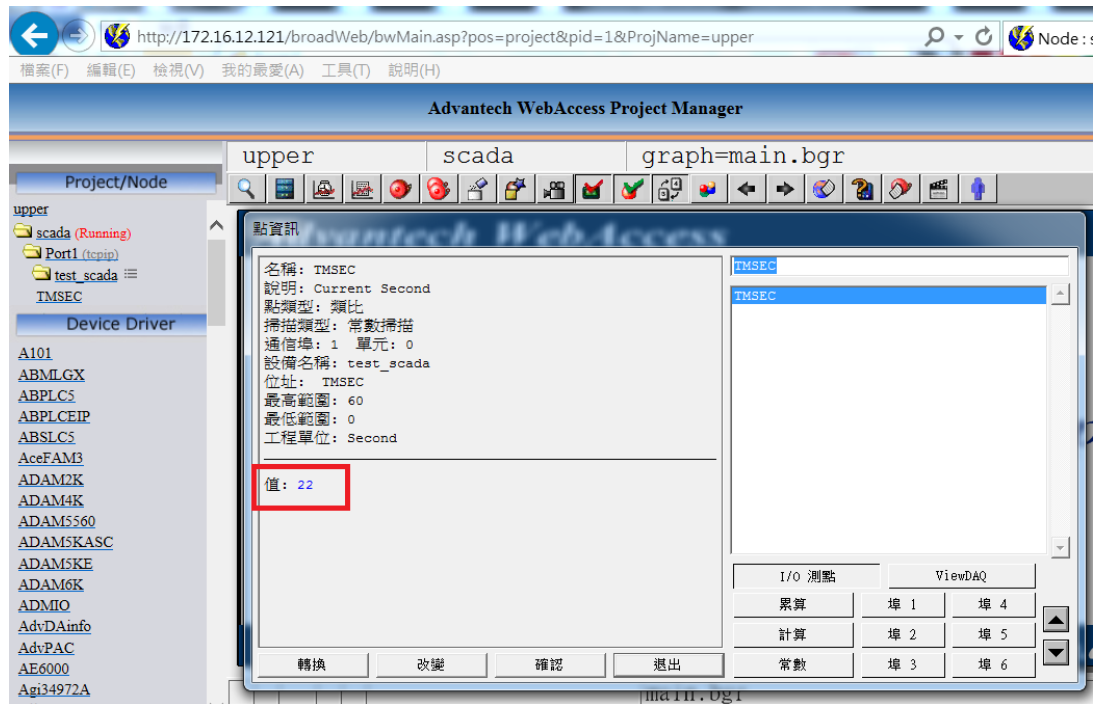 http://172.16.12.121/broadWeb/bwMain.asp?pos=project&pid=1&ProjName=upper
Node :
檔案(F) 編輯(E) 檢視(V) 我的最愛(A) 工具(T) 說明(H)
Advantech WebAccess Project Manager
upper scada graph=main.bgr
Project/Node
upper
scada (Running)
Port1 (tcpip)
test_scada
TMSEC
Device Driver
A101
ABMLGX
ABPLC5
ABPLCEIP
ABSLC5
AceFAM3
ADAM2K
ADAM4K
ADAM5560
ADAM5KASC
ADAM5KE
ADAM6K
ADMIO
AdvDAinfo
AdvPAC
AE6000
Agi34972A
Advantech WebAccess
點資訊
名稱: TMSEC
說明: Current Second
點類型: 類比
掃描類型: 常數掃描
通信埠: 1 單元: 0
設備名稱: test_scada
位址: TMSEC
最高範圍: 60
最低範圍: 0
工程單位: Second
值: 22
轉換 改變 確認 退出
TMSEC
TMSEC
I/O 測點 ViewDAQ
累算 埠 1 埠 4
計算 埠 2 埠 5
常數 埠 3 埠 6
main.bgr